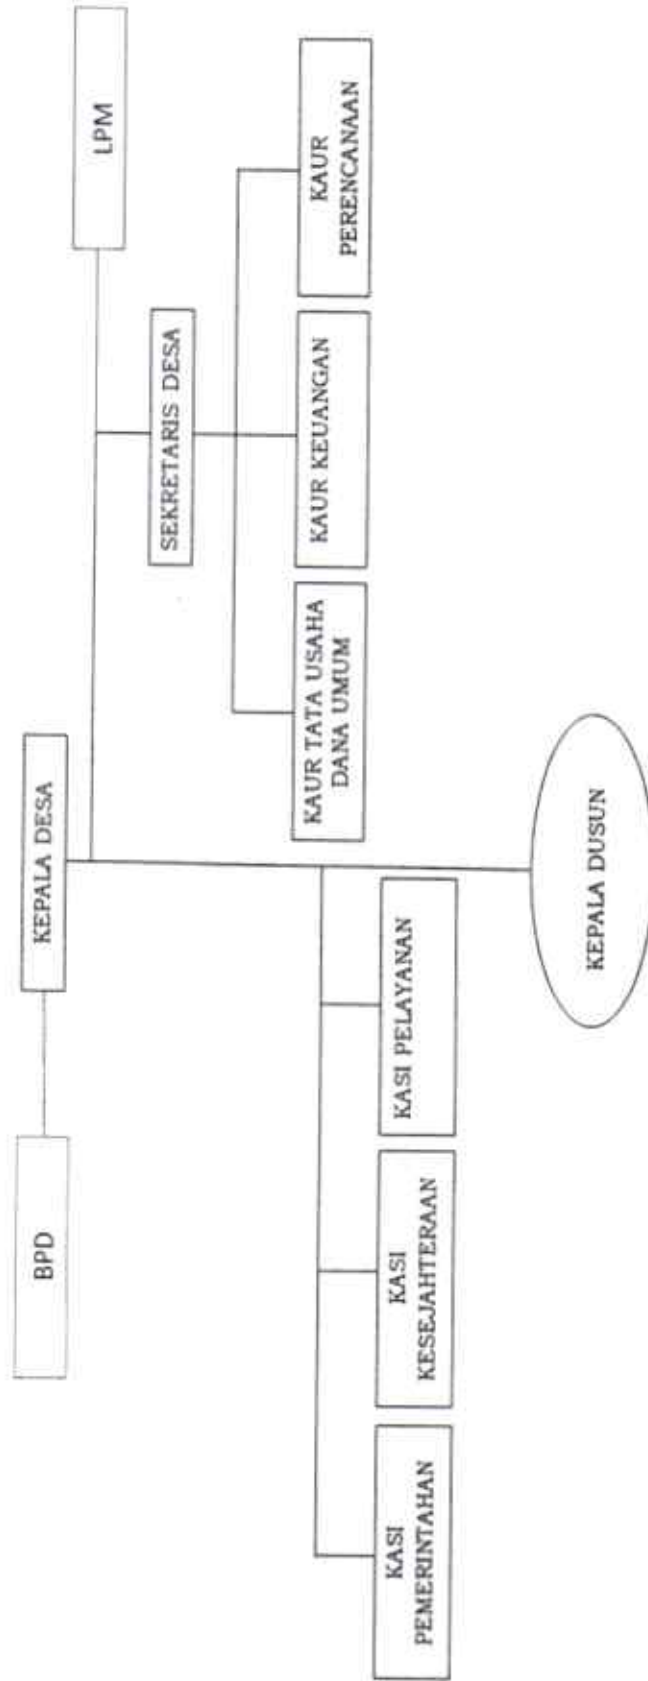 BPD
KEPALA DESA
LPM
SEKRETARIS DESA
KAUR TATA USAHA
DANA UMUM
KAUR KEUANGAN
KAUR
PERENCANAAN
KASI
PEMERINTAHAN
KASI
KESEJAHTERAAN
KASI PELAYANAN
KEPALA DUSUN